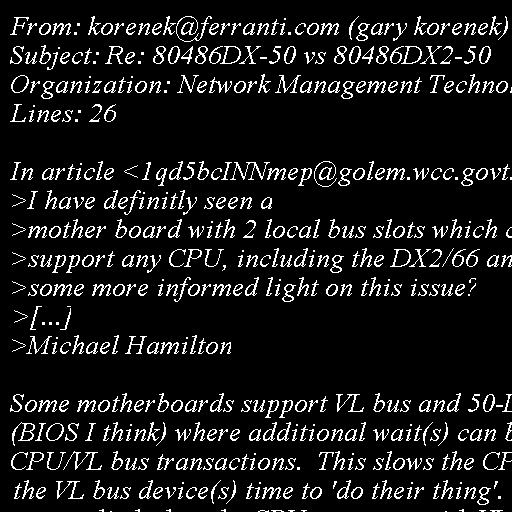 From: korenek@ferranti.com (gary korenek)
Subject: Re: 80486DX-50 vs 80486DX2-50
Organization: Network Management
Lines: 26

In article <1qd5bcINNmep@golem.wcc.govt.
>I have definitly seen a
>mother board with 2 local bus slots which
>support any CPU, including the DX2/66
>some more informed light on this issue?
>[...]
>Michael Hamilton

Some motherboards support VL bus and
(BIOS I think) where additional wait(s) can
CPU/VL bus transactions.  This slows the
the VL bus device(s) time to 'do their thing'.